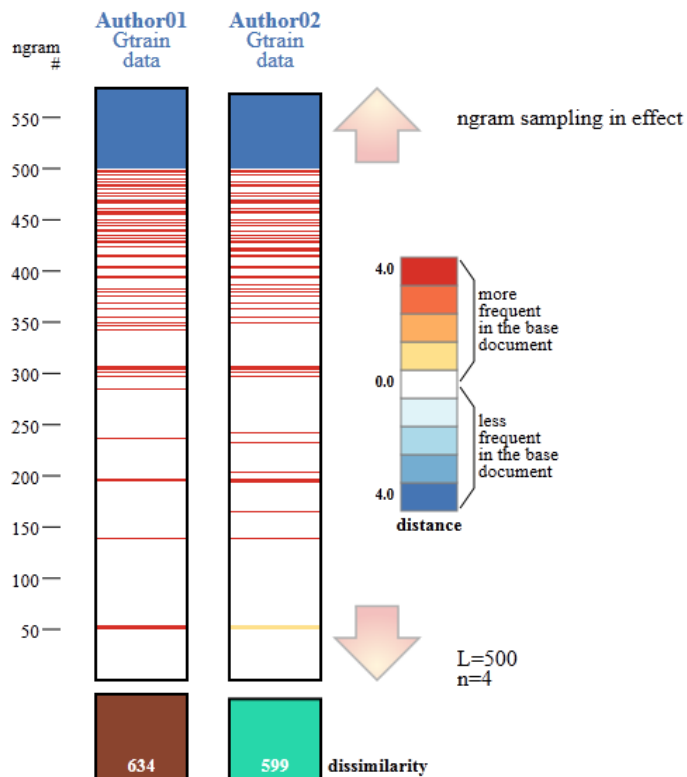 Author01
Gtrain
data
Author02
Gtrain
data
ngram
#
550
500
450
400
350
300
250
200
150
100
50
ngram sampling in effect
4.0
0.0
4.0
more
frequent
in the base
document
less
frequent
in the base
document
distance
L=500
n=4
634
599
dissimilarity